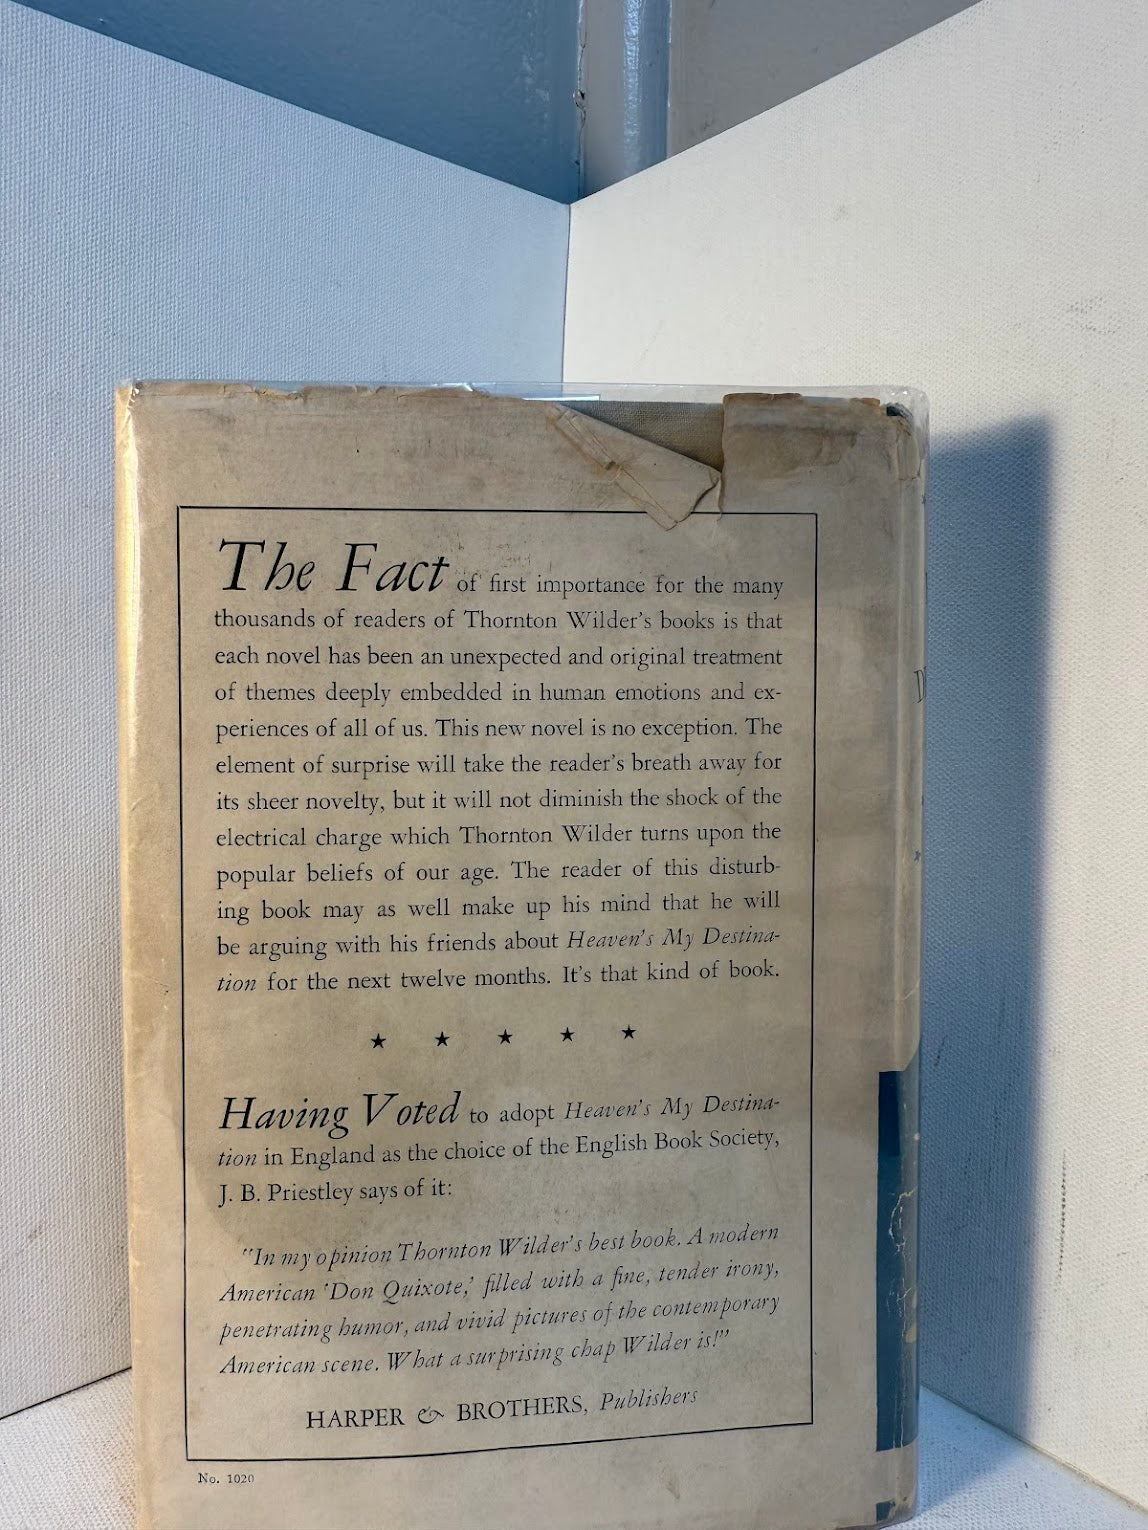 The Fact of first importance for the many
thousands of readers of Thornton Wilder's books is that
each novel has been an unexpected and original treatment
of themes deeply embedded in human emotions and ex-
periences of all of us. This new novel is no exception. The
element of surprise will take the reader's breath away for
its sheer novelty, but it will not diminish the shock of the
electrical charge which Thornton Wilder turns upon the
popular beliefs of our age. The reader of this disturb-
ing book may as well make up his mind that he will
be arguing with his friends about Heaven's My Destina-
tion for the next twelve months. It's that kind of book.
★ ★ ★ ★ ★
Having Voted to adopt Heaven's My Destina-
tion in England as the choice of the English Book Society,
J. B. Priestley says of it:
"In my opinion Thornton Wilder's best book. A modern
American 'Don Quixote,' filled with a fine, tender irony,
penetrating humor, and vivid pictures of the contemporary
American scene. What a surprising chap Wilder is!"
HARPER & BROTHERS, Publishers
No. 1020